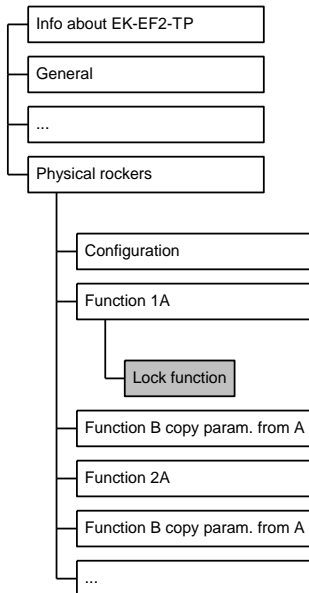 Info about EK-EF2-TP
General
...
Physical rockers
Configuration
Function 1A
Lock function
Function B copy param. from A
Function 2A
Function B copy param. from A
...